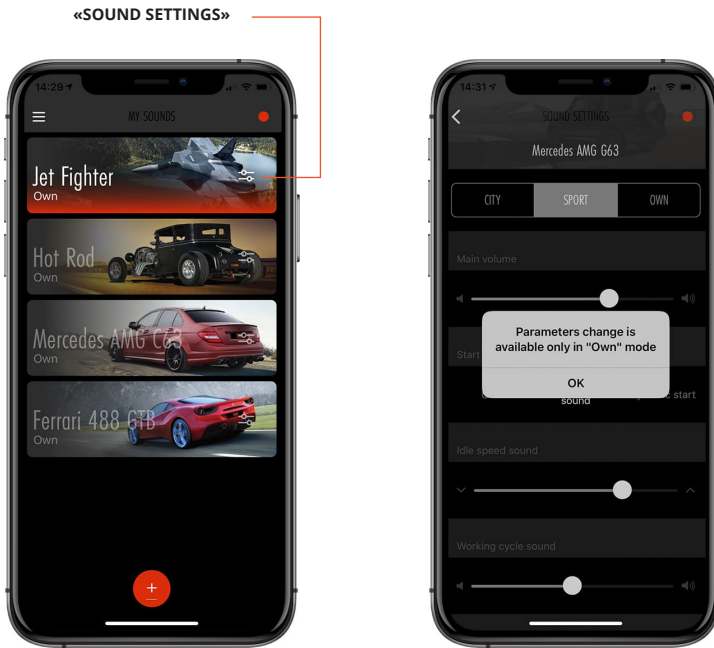 «SOUND SETTINGS»
14:29
MY SOUNDS
Jet Fighter
Own
Hot Rod
Own
Mercedes AMG C63
Own
Ferrari 488 GTB
Own
+
14:31
SOUND SETTINGS
Mercedes AMG G63
CITY SPORT OWN
Main volume
Parameters change is
available only in "Own" mode
OK
Start
sound
start
Idle speed sound
Working cycle sound